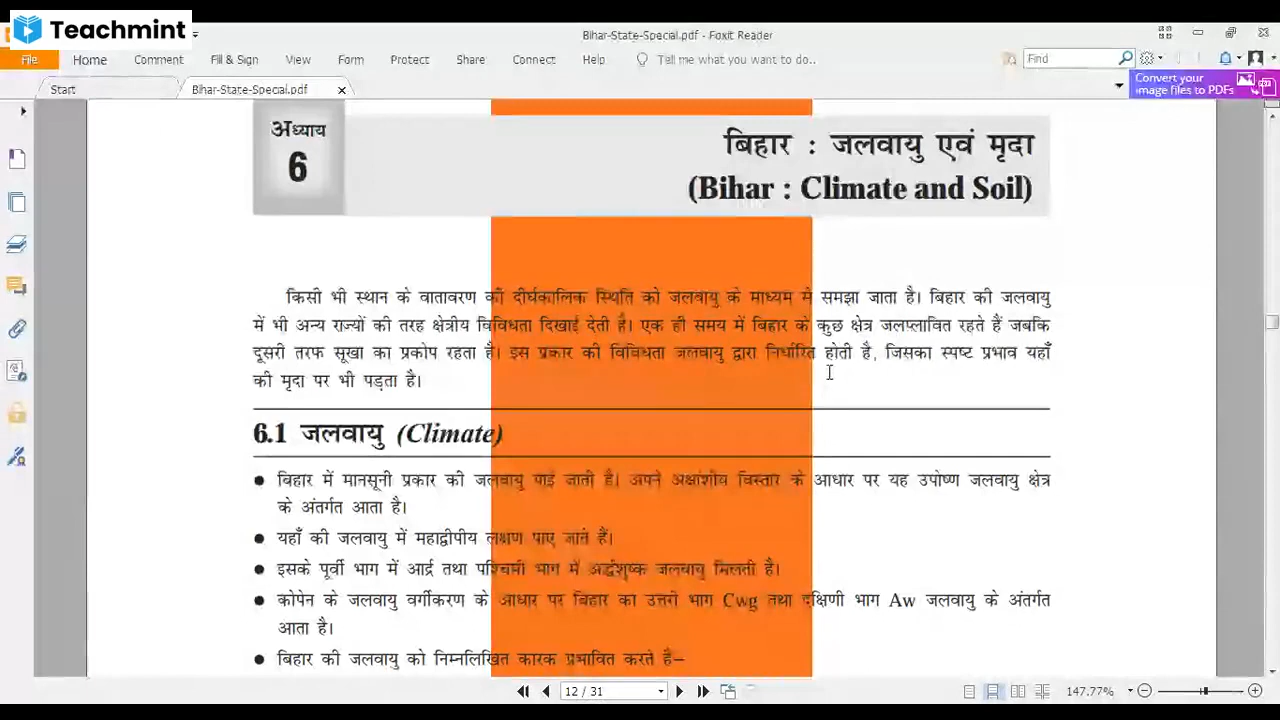 Teachmint
Bihar-State-Special.pdf - Foxit Reader
File Home Comment Fill & Sign View Form Protect Share Connect Help Tell me what you want to do.. Find
Start Bihar-State-Special.pdf
Convert your
image files to PDFs
अध्याय
6
बिहार : जलवायु एवं मृदा
(Bihar : Climate and Soil)
किसी भी स्थान के वातावरण की दीर्घकालिक स्थिति को जलवायु के माध्यम से समझा जाता है। बिहार की जलवायु
में भी अन्य राज्यों की तरह क्षेत्रीय विविधता दिखाई देती है। एक ही समय में बिहार के कुछ क्षेत्र जलप्लावित रहते हैं जबकि
दूसरी तरफ सूखा का प्रकोप रहता है। इस प्रकार की विविधता जलवायु द्वारा निर्धारित होती है, जिसका स्पष्ट प्रभाव यहाँ
की मृदा पर भी पड़ता है।
6.1 जलवायु (Climate)
● बिहार में मानसूनी प्रकार की जलवायु पाई जाती है। अपने अक्षांशीय विस्तार के आधार पर यह उपोष्ण जलवायु क्षेत्र
के अंतर्गत आता है।
● यहाँ की जलवायु में महाद्वीपीय लक्षण पाए जाते हैं।
● इसके पूर्वी भाग में आर्द्र तथा पश्चिमी भाग में अर्द्धशुष्क जलवायु मिलती है।
● कोपेन के जलवायु वर्गीकरण के आधार पर बिहार का उत्तरी भाग Cwg तथा दक्षिणी भाग Aw जलवायु के अंतर्गत
आता है।
● बिहार की जलवायु को निम्नलिखित कारक प्रभावित करते है–
12 / 31 147.77%